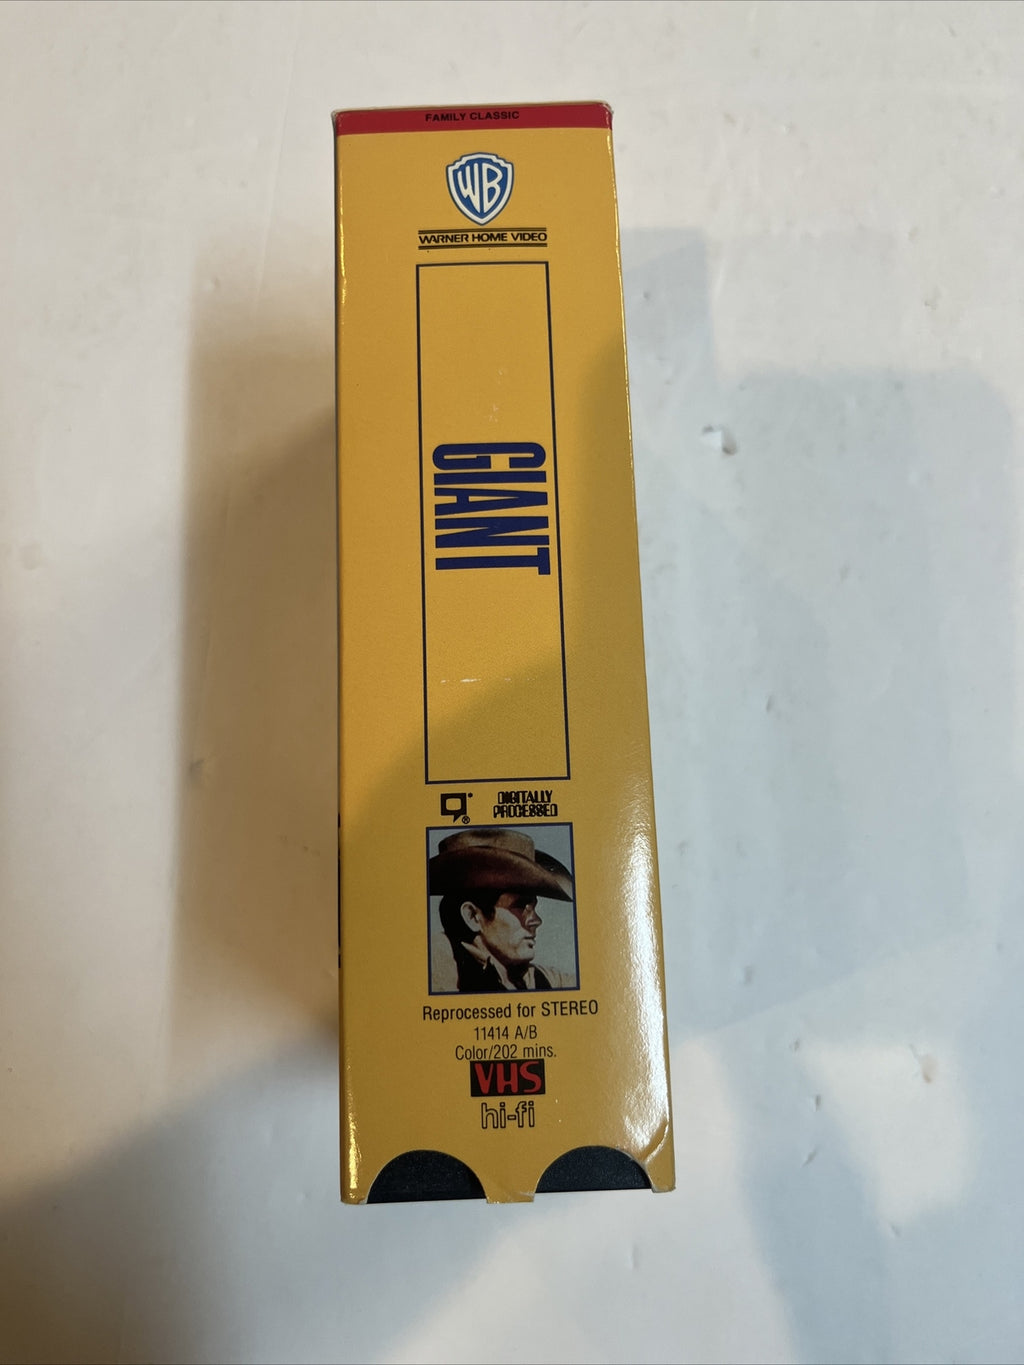 FAMILY CLASSIC
WB
WARNER HOME VIDEO
GIANT
®
DIGITALLY
PROCESSED
Reprocessed for STEREO
11414 A/B
Color/202 mins.
VHS
hi-fi